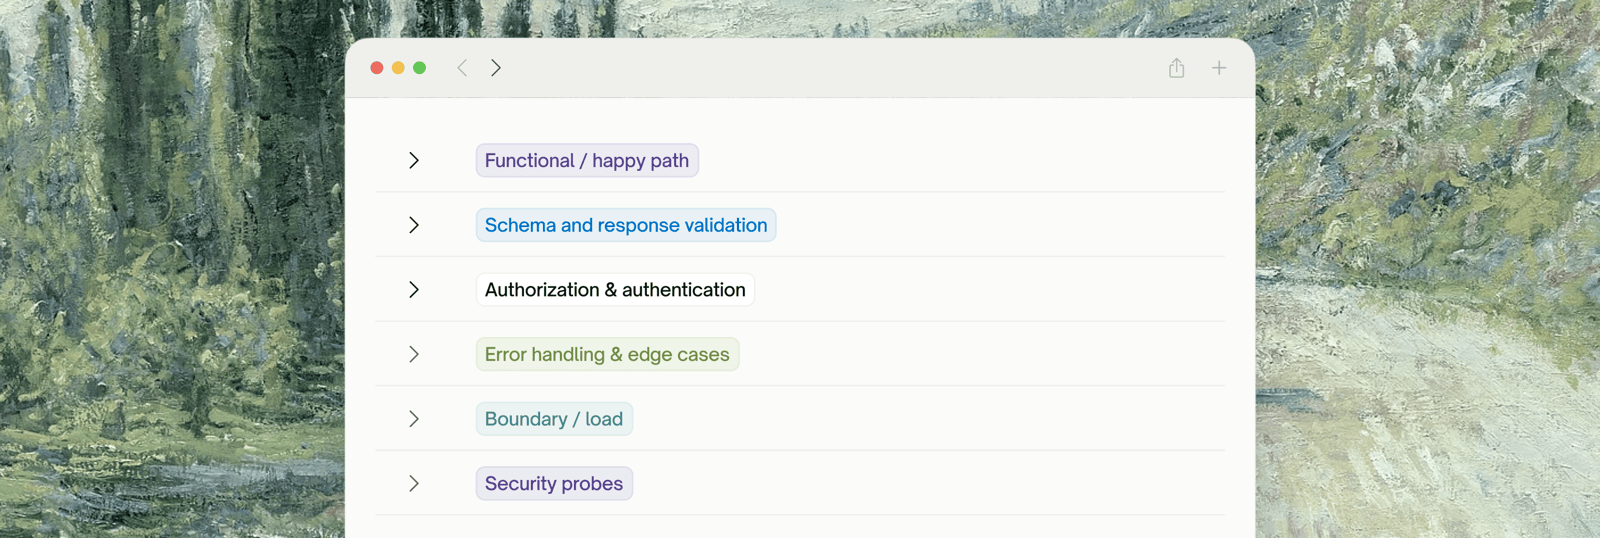 Functional / happy path
Schema and response validation
Authorization & authentication
Error handling & edge cases
Boundary / load
Security probes